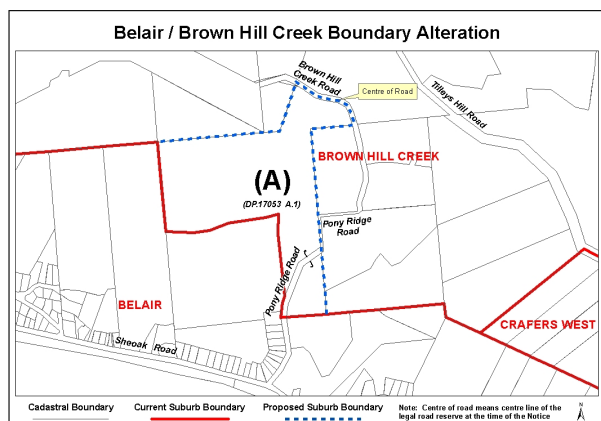 Belair / Brown Hill Creek Boundary Alteration
Brown Hill
Creek Road
Centre of Road
Tilleys Hill Road
BROWN HILL CREEK
(A)
(DP.17053 A.1)
Pony Ridge
Road
Pony Ridge Road
BELAIR
CRAFERS WEST
Sheoak Road
Cadastral Boundary
Current Suburb Boundary
Proposed Suburb Boundary
Note: Centre of road means centre line of the
legal road reserve at the time of the Notice
N